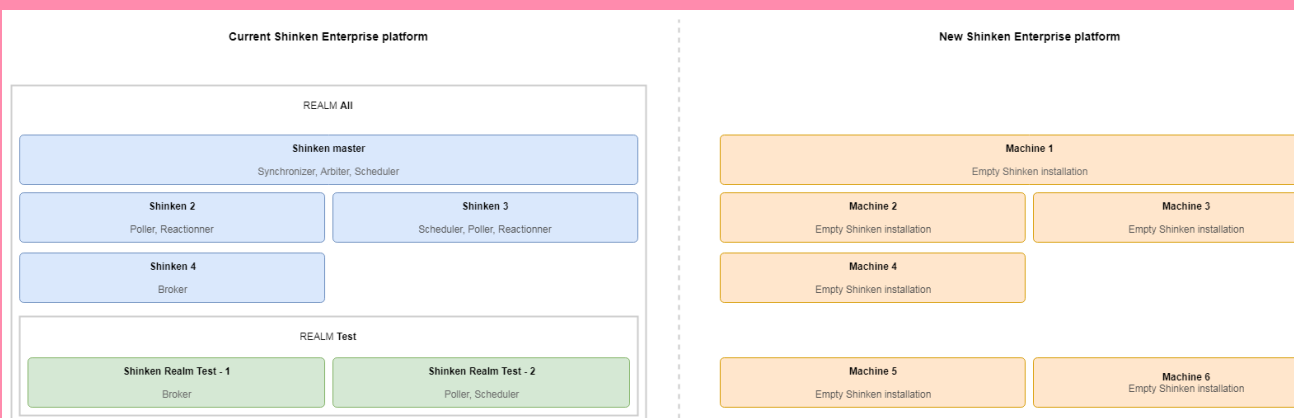 Current Shinken Enterprise platform
New Shinken Enterprise platform
REALM All
Shinken master
Synchronizer, Arbiter, Scheduler
Machine 1
Empty Shinken installation
Shinken 2
Poller, Reactionner
Shinken 3
Scheduler, Poller, Reactionner
Machine 2
Empty Shinken installation
Machine 3
Empty Shinken installation
Shinken 4
Broker
Machine 4
Empty Shinken installation
REALM Test
Shinken Realm Test - 1
Broker
Shinken Realm Test - 2
Poller, Scheduler
Machine 5
Empty Shinken installation
Machine 6
Empty Shinken installation